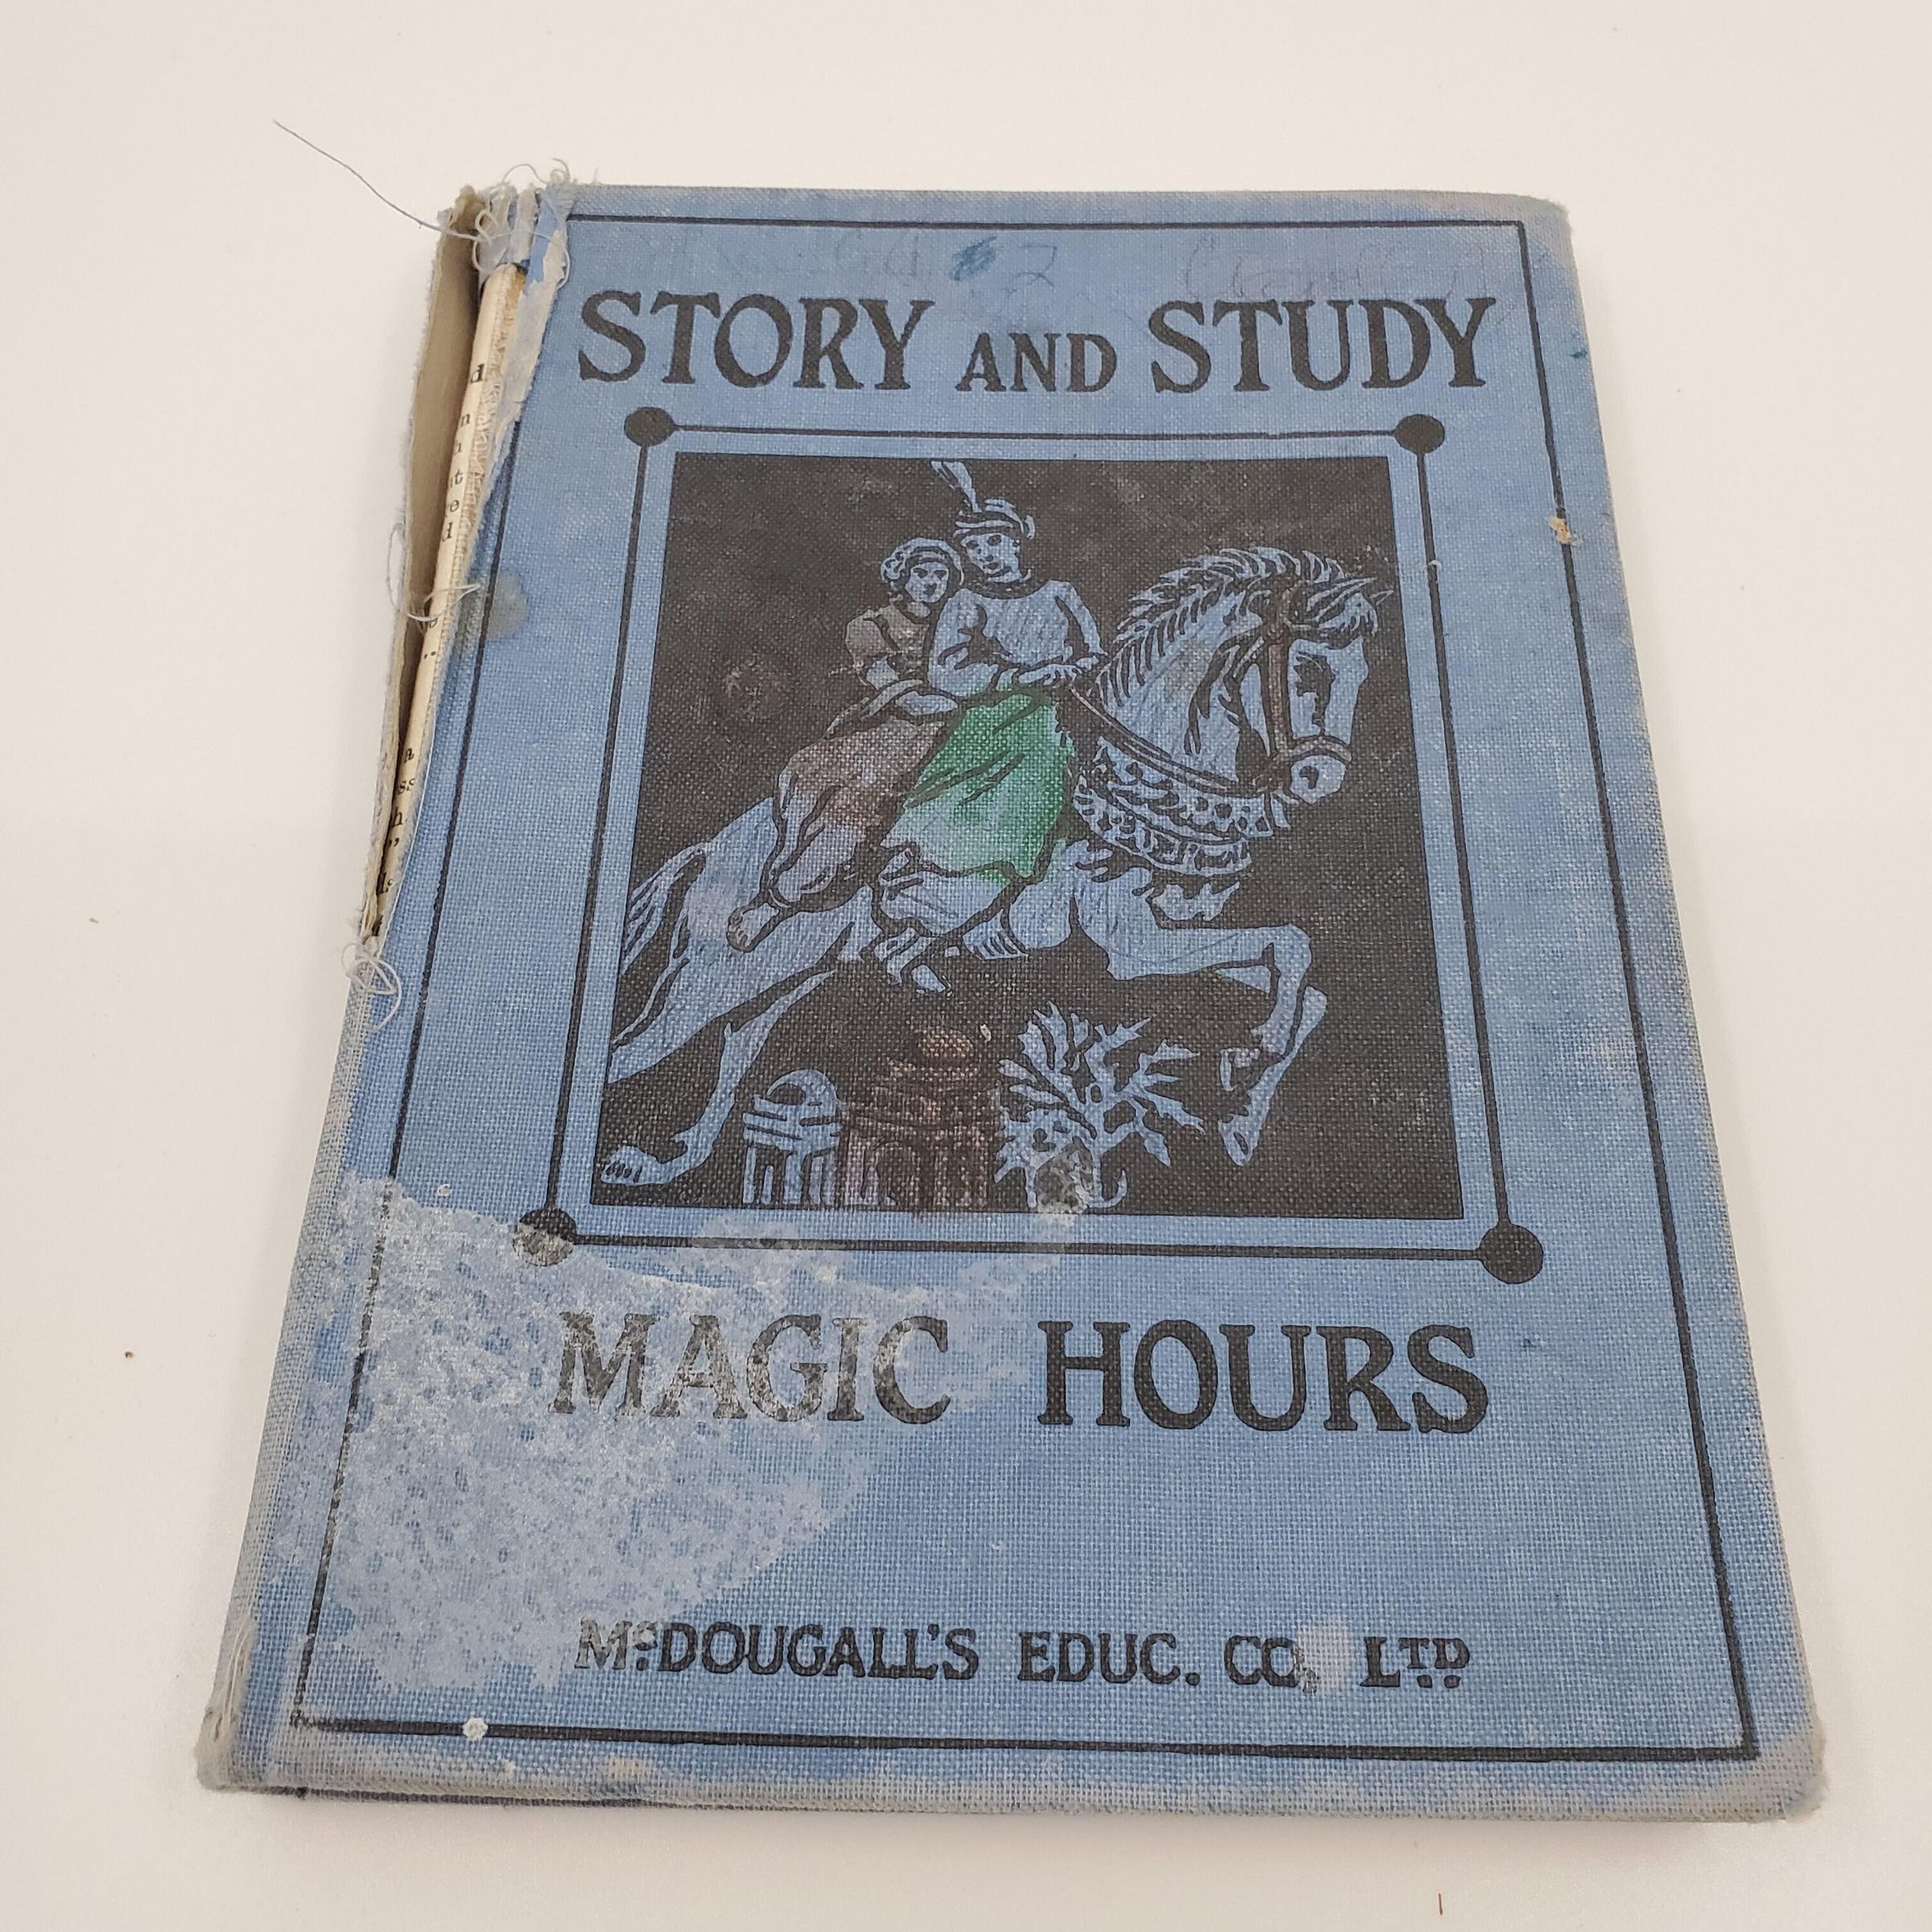 STORY AND STUDY
MAGIC HOURS
McDOUGALL'S EDUC. CO., LTD.